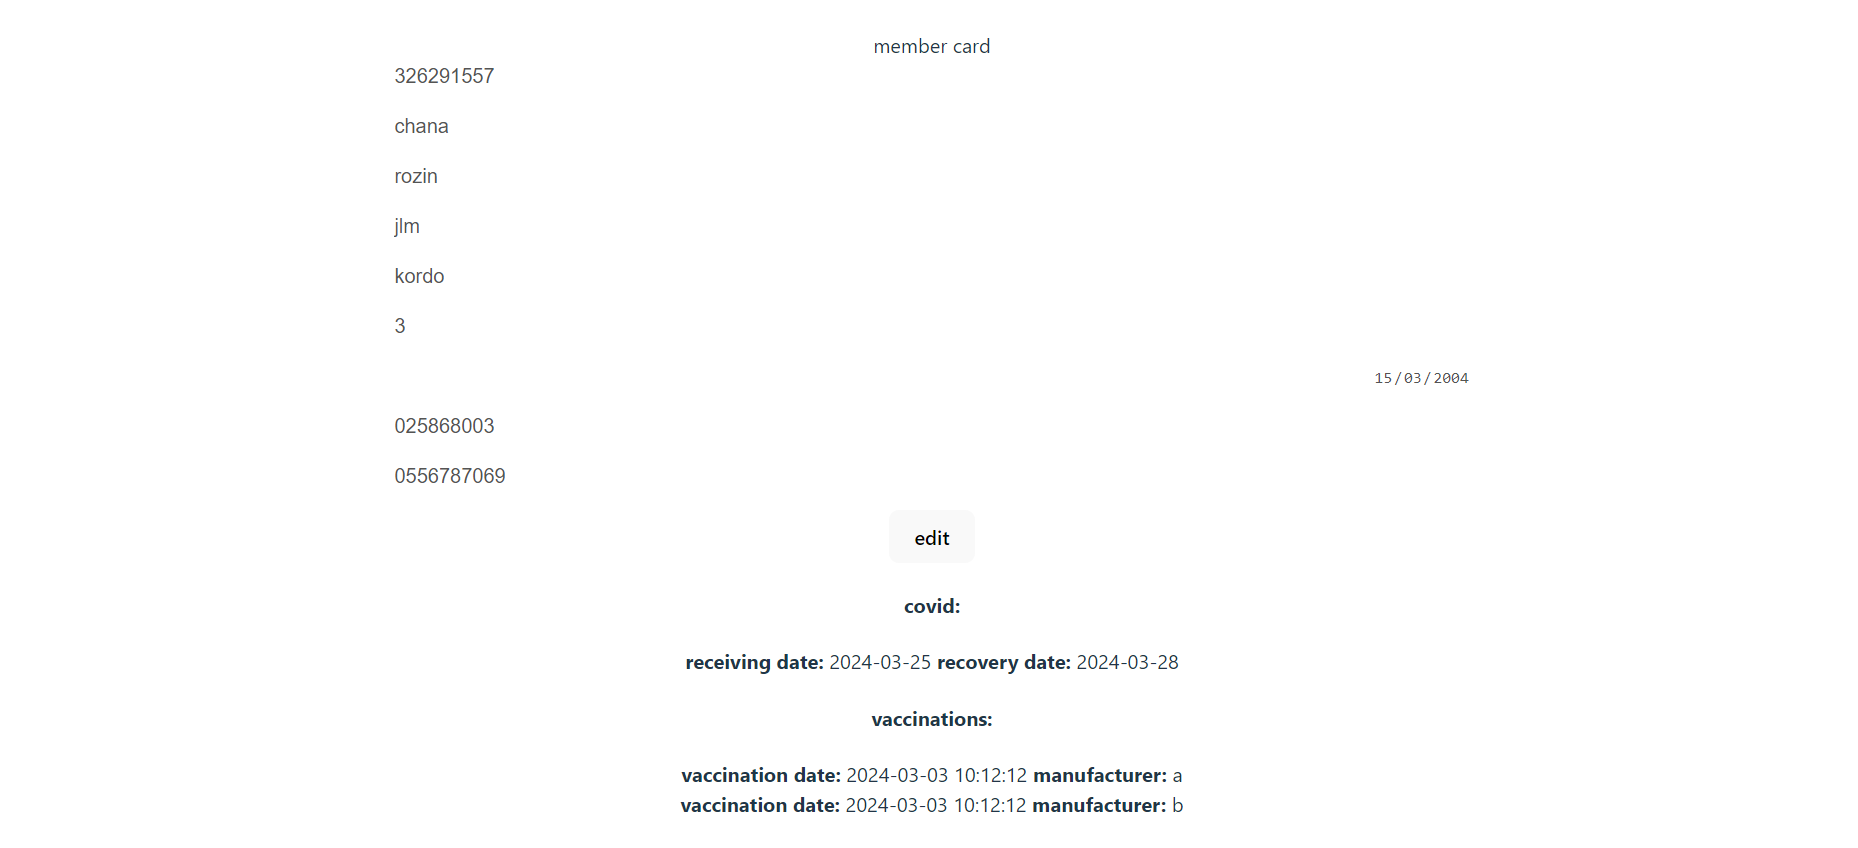 member card
326291557
chana
rozin
jlm
kordo
3
15/03/2004
025868003
0556787069
edit
covid:
receiving date: 2024-03-25 recovery date: 2024-03-28
vaccinations:
vaccination date: 2024-03-03 10:12:12 manufacturer: a
vaccination date: 2024-03-03 10:12:12 manufacturer: b